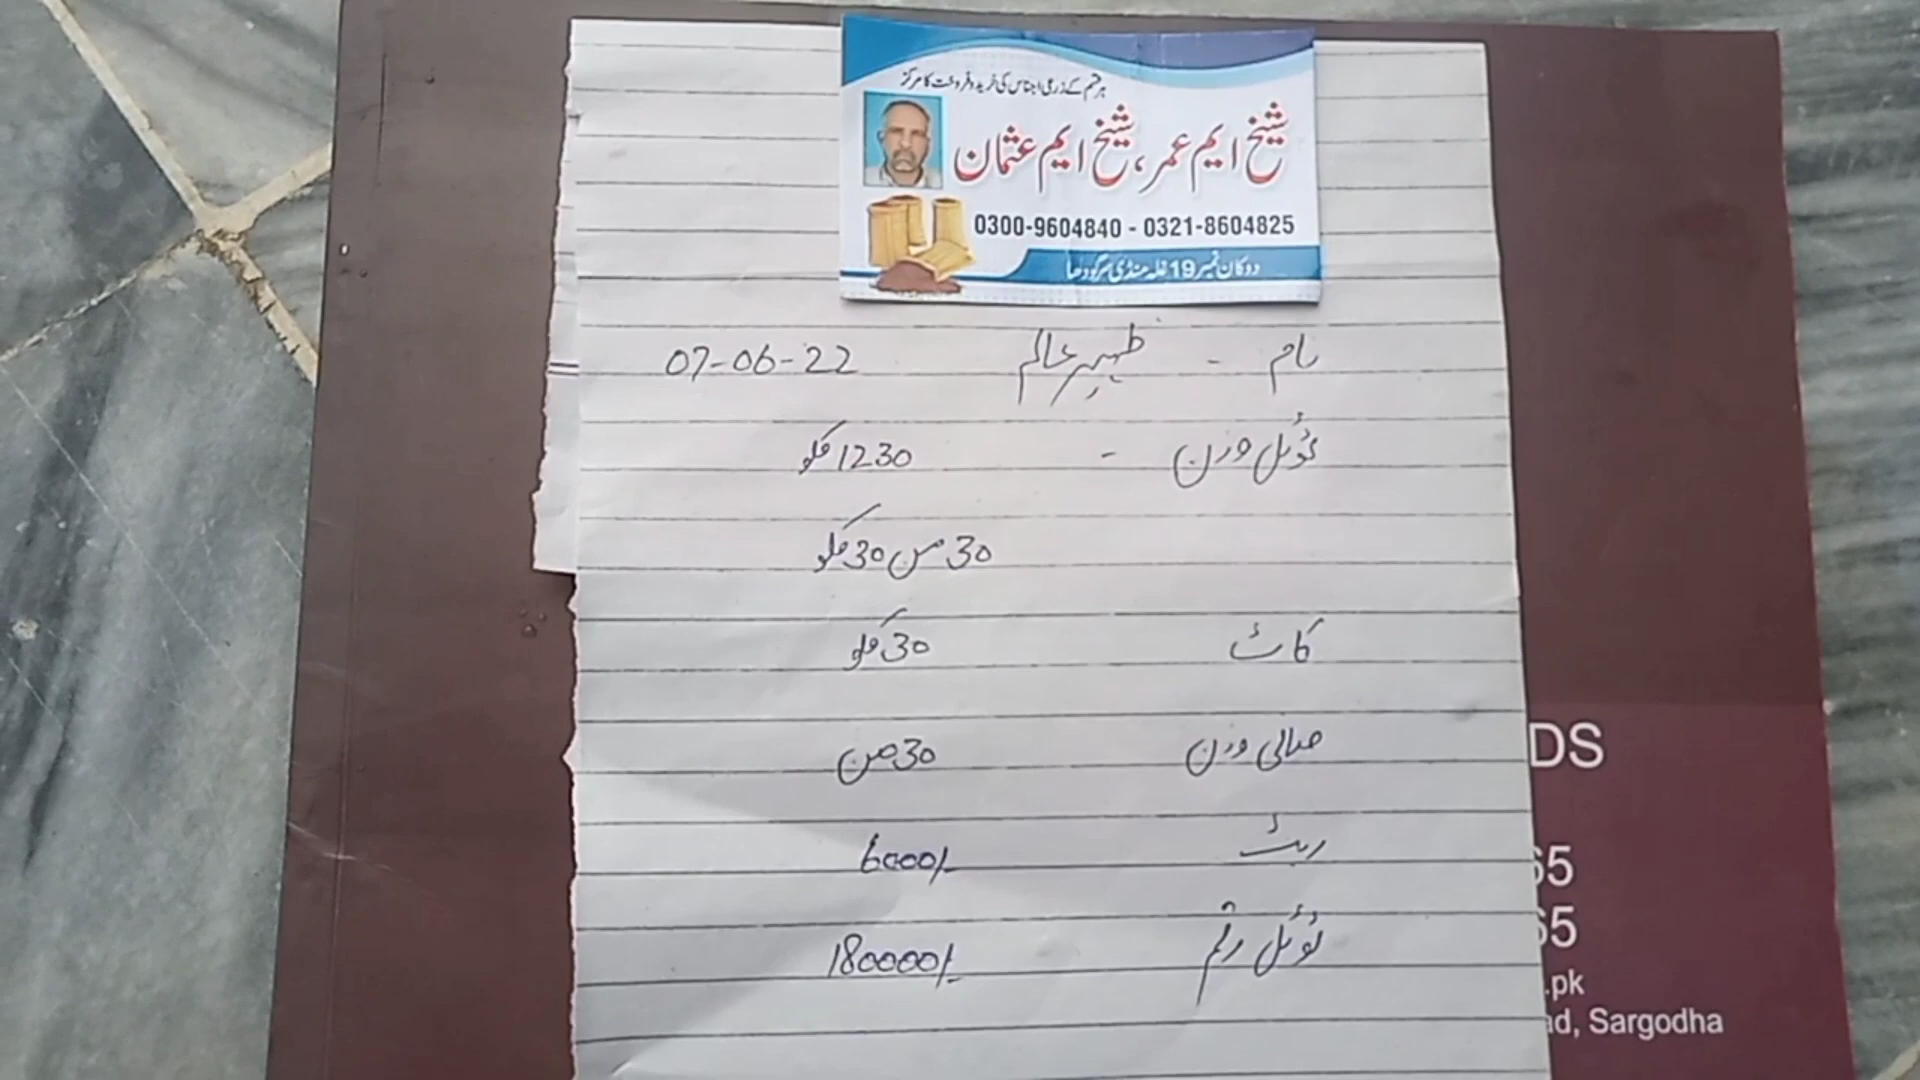 ہر قسم کے زرعی اجناس کی خرید و فروخت کا مرکز
شیخ ایم عمر، شیخ ایم عثمان
0300-9604840 - 0321-8604825
دوکان نمبر 19 غلہ منڈی سرگودھا
نام - ظہیر عالم 07-06-22
ٹوٹل وزن - 1230 کلو
30 من 30 کلو
کاٹ 30 کلو
صافی وزن 30 من
ریٹ 6000/-
ٹوٹل رقم 180000/-
DS
65
65
.pk
ad, Sargodha